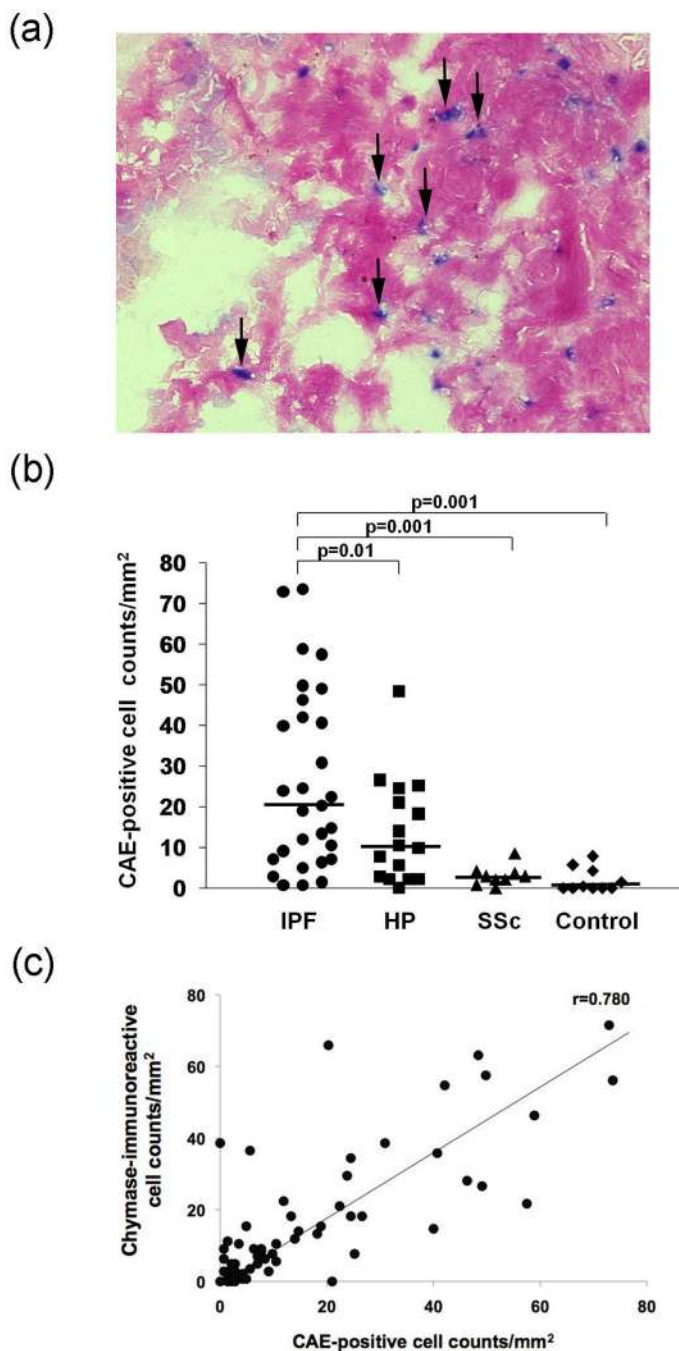 (a)
(b)
p=0.001
p=0.001
p=0.01
CAE-positive cell counts/mm²
80
70
60
50
40
30
20
10
0
IPF HP SSc Control
(c)
r=0.780
Chymase-immunoreactive
cell counts/mm²
80
60
40
20
0
0 20 40 60 80
CAE-positive cell counts/mm²